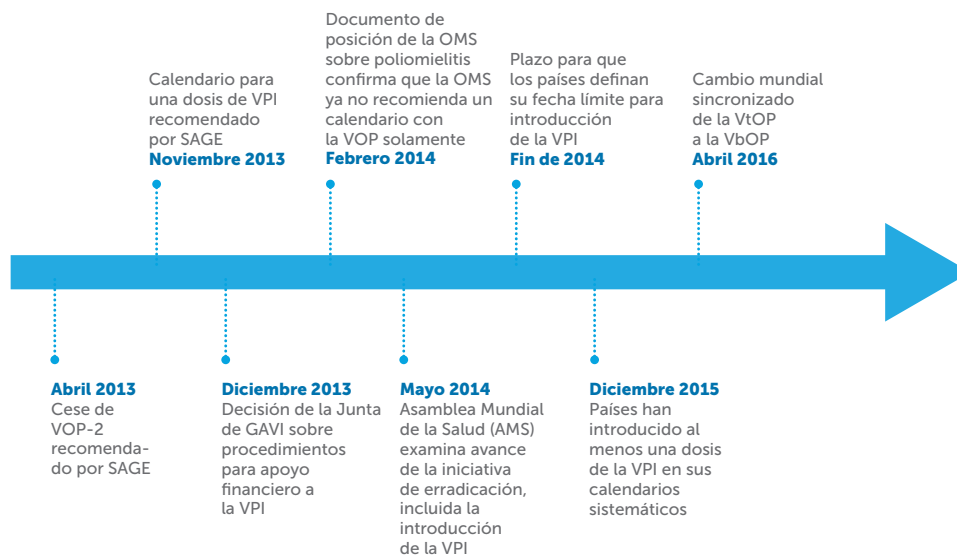 Calendario para
una dosis de VPI
recomendado
por SAGE
Noviembre 2013
Documento de
posición de la OMS
sobre poliomielitis
confirma que la OMS
ya no recomienda un
calendario con
la VOP solamente
Febrero 2014
Plazo para que
los países definan
su fecha límite para
introducción
de la VPI
Fin de 2014
Cambio mundial
sincronizado
de la VtOP
a la VbOP
Abril 2016
Abril 2013
Cese de
VOP-2
recomenda-
do por SAGE
Diciembre 2013
Decisión de la Junta
de GAVI sobre
procedimientos
para apoyo
financiero a
la VPI
Mayo 2014
Asamblea Mundial
de la Salud (AMS)
examina avance
de la iniciativa
de erradicación,
incluida la
introducción
de la VPI
Diciembre 2015
Países han
introducido al
menos una dosis
de la VPI en sus
calendarios
sistemáticos